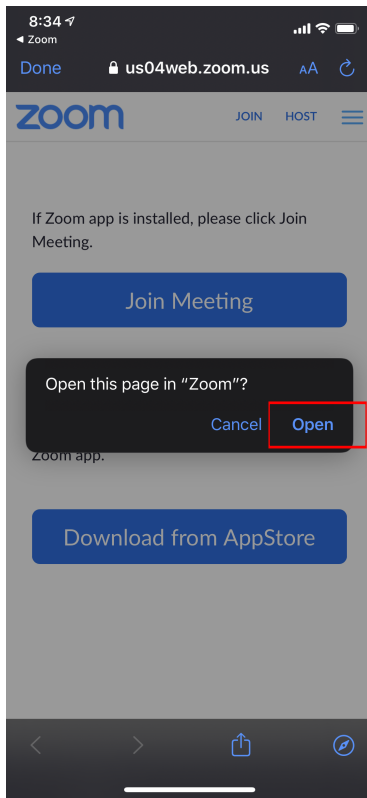 8:34
Zoom
Done
us04web.zoom.us
AA
zoom
JOIN
HOST
If Zoom app is installed, please click Join
Meeting.
Join Meeting
Open this page in “Zoom”?
Cancel
Open
Zoom app.
Download from AppStore